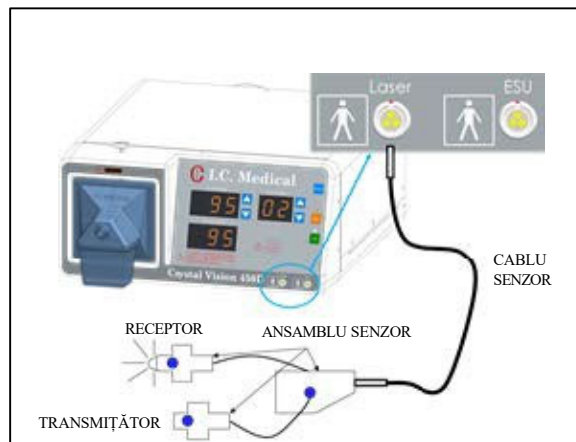 Laser
ESU
I.C. Medical
95 02
95
Crystal Vision 450D
CABLU
SENZOR
RECEPTOR
ANSAMBLU SENZOR
TRANSMIȚĂTOR